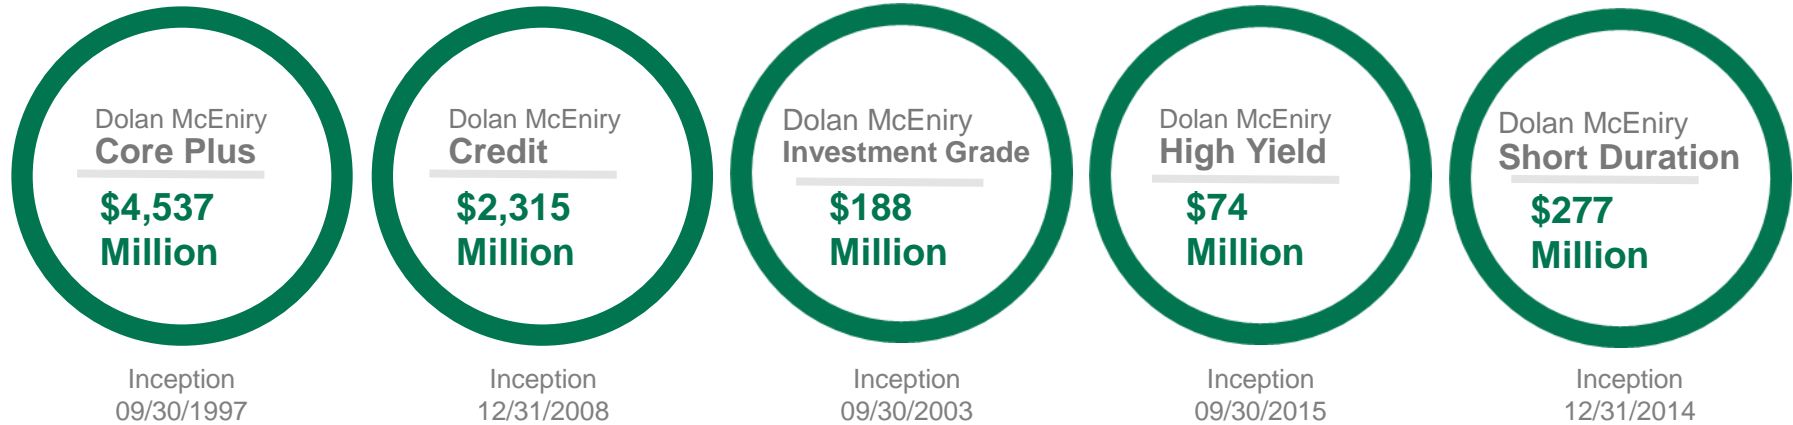 Dolan McEniry
Core Plus
$4,537
Million
Inception
09/30/1997
Dolan McEniry
Credit
$2,315
Million
Inception
12/31/2008
Dolan McEniry
Investment Grade
$188
Million
Inception
09/30/2003
Dolan McEniry
High Yield
$74
Million
Inception
09/30/2015
Dolan McEniry
Short Duration
$277
Million
Inception
12/31/2014